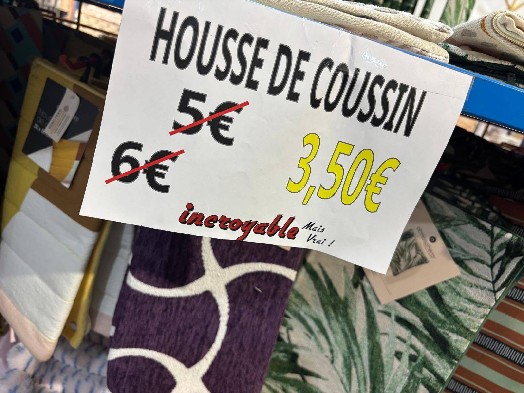 HOUSSE DE COUSSIN
5€
6€
3,50€
incroyable Mais
Vrai !